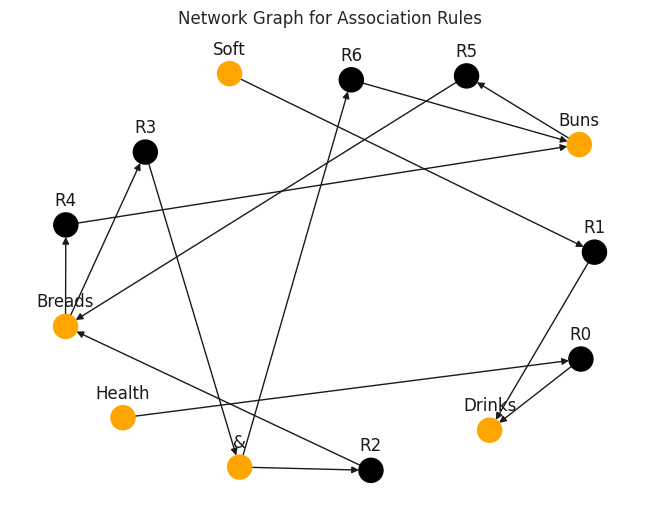 Network Graph for Association Rules
Soft
R6
R5
Buns
R3
R4
R1
Breads
R0
Health
Drinks
&
R2